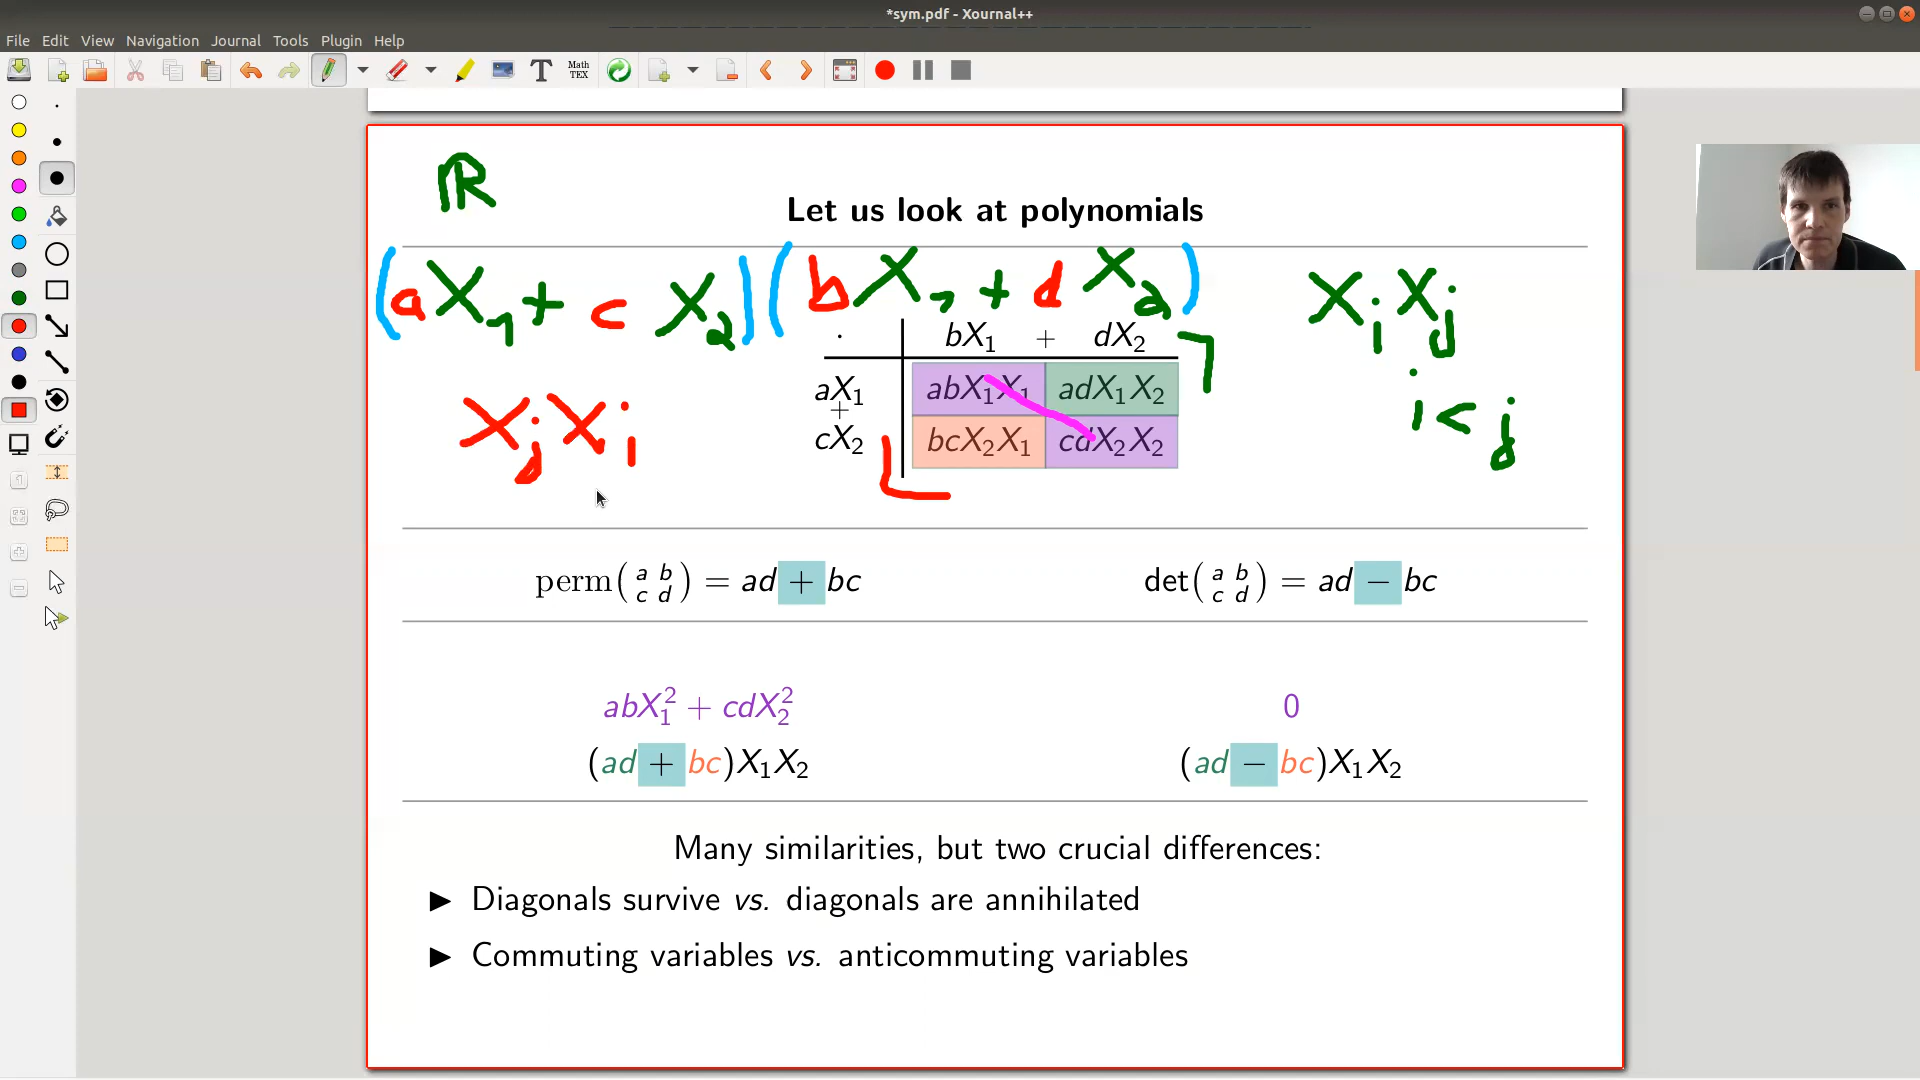 *sym.pdf - Xournal++
File Edit View Navigation Journal Tools Plugin Help
Math TEX
ℝ
Let us look at polynomials
(aX₁ + cX₂)(bX₁ + dX₂)
XᵢXⱼ
i < j
XⱼXᵢ
· bX₁ + dX₂
aX₁ abX₁X₁ adX₁X₂
+
cX₂ bcX₂X₁ cdX₂X₂
perm(a b c d) = ad + bc
det(a b c d) = ad − bc
abX₁² + cdX₂²
0
(ad + bc)X₁X₂
(ad − bc)X₁X₂
Many similarities, but two crucial differences:
▶ Diagonals survive vs. diagonals are annihilated
▶ Commuting variables vs. anticommuting variables